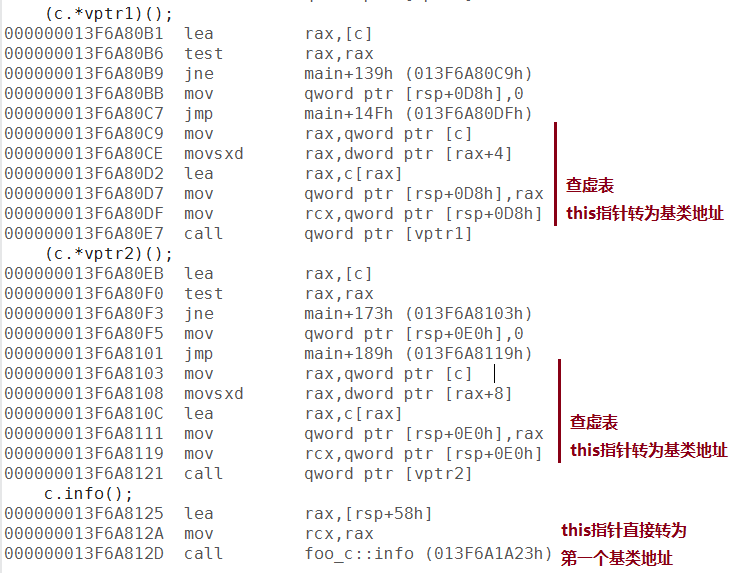 (c.*vptr1)();
000000013F6A80B1 lea rax,[c]
000000013F6A80B6 test rax,rax
000000013F6A80B9 jne main+139h (013F6A80C9h)
000000013F6A80BB mov qword ptr [rsp+0D8h],0
000000013F6A80C7 jmp main+14Fh (013F6A80DFh)
000000013F6A80C9 mov rax,qword ptr [c]
000000013F6A80CE movsxd rax,dword ptr [rax+4]
000000013F6A80D2 lea rax,c[rax]
000000013F6A80D7 mov qword ptr [rsp+0D8h],rax
000000013F6A80DF mov rcx,qword ptr [rsp+0D8h]
000000013F6A80E7 call qword ptr [vptr1]
查虚表
this指针转为基类地址
(c.*vptr2)();
000000013F6A80EB lea rax,[c]
000000013F6A80F0 test rax,rax
000000013F6A80F3 jne main+173h (013F6A8103h)
000000013F6A80F5 mov qword ptr [rsp+0E0h],0
000000013F6A8101 jmp main+189h (013F6A8119h)
000000013F6A8103 mov rax,qword ptr [c]
000000013F6A8108 movsxd rax,dword ptr [rax+8]
000000013F6A810C lea rax,c[rax]
000000013F6A8111 mov qword ptr [rsp+0E0h],rax
000000013F6A8119 mov rcx,qword ptr [rsp+0E0h]
000000013F6A8121 call qword ptr [vptr2]
查虚表
this指针转为基类地址
c.info();
000000013F6A8125 lea rax,[rsp+58h]
000000013F6A812A mov rcx,rax
000000013F6A812D call foo_c::info (013F6A1A23h)
this指针直接转为
第一个基类地址